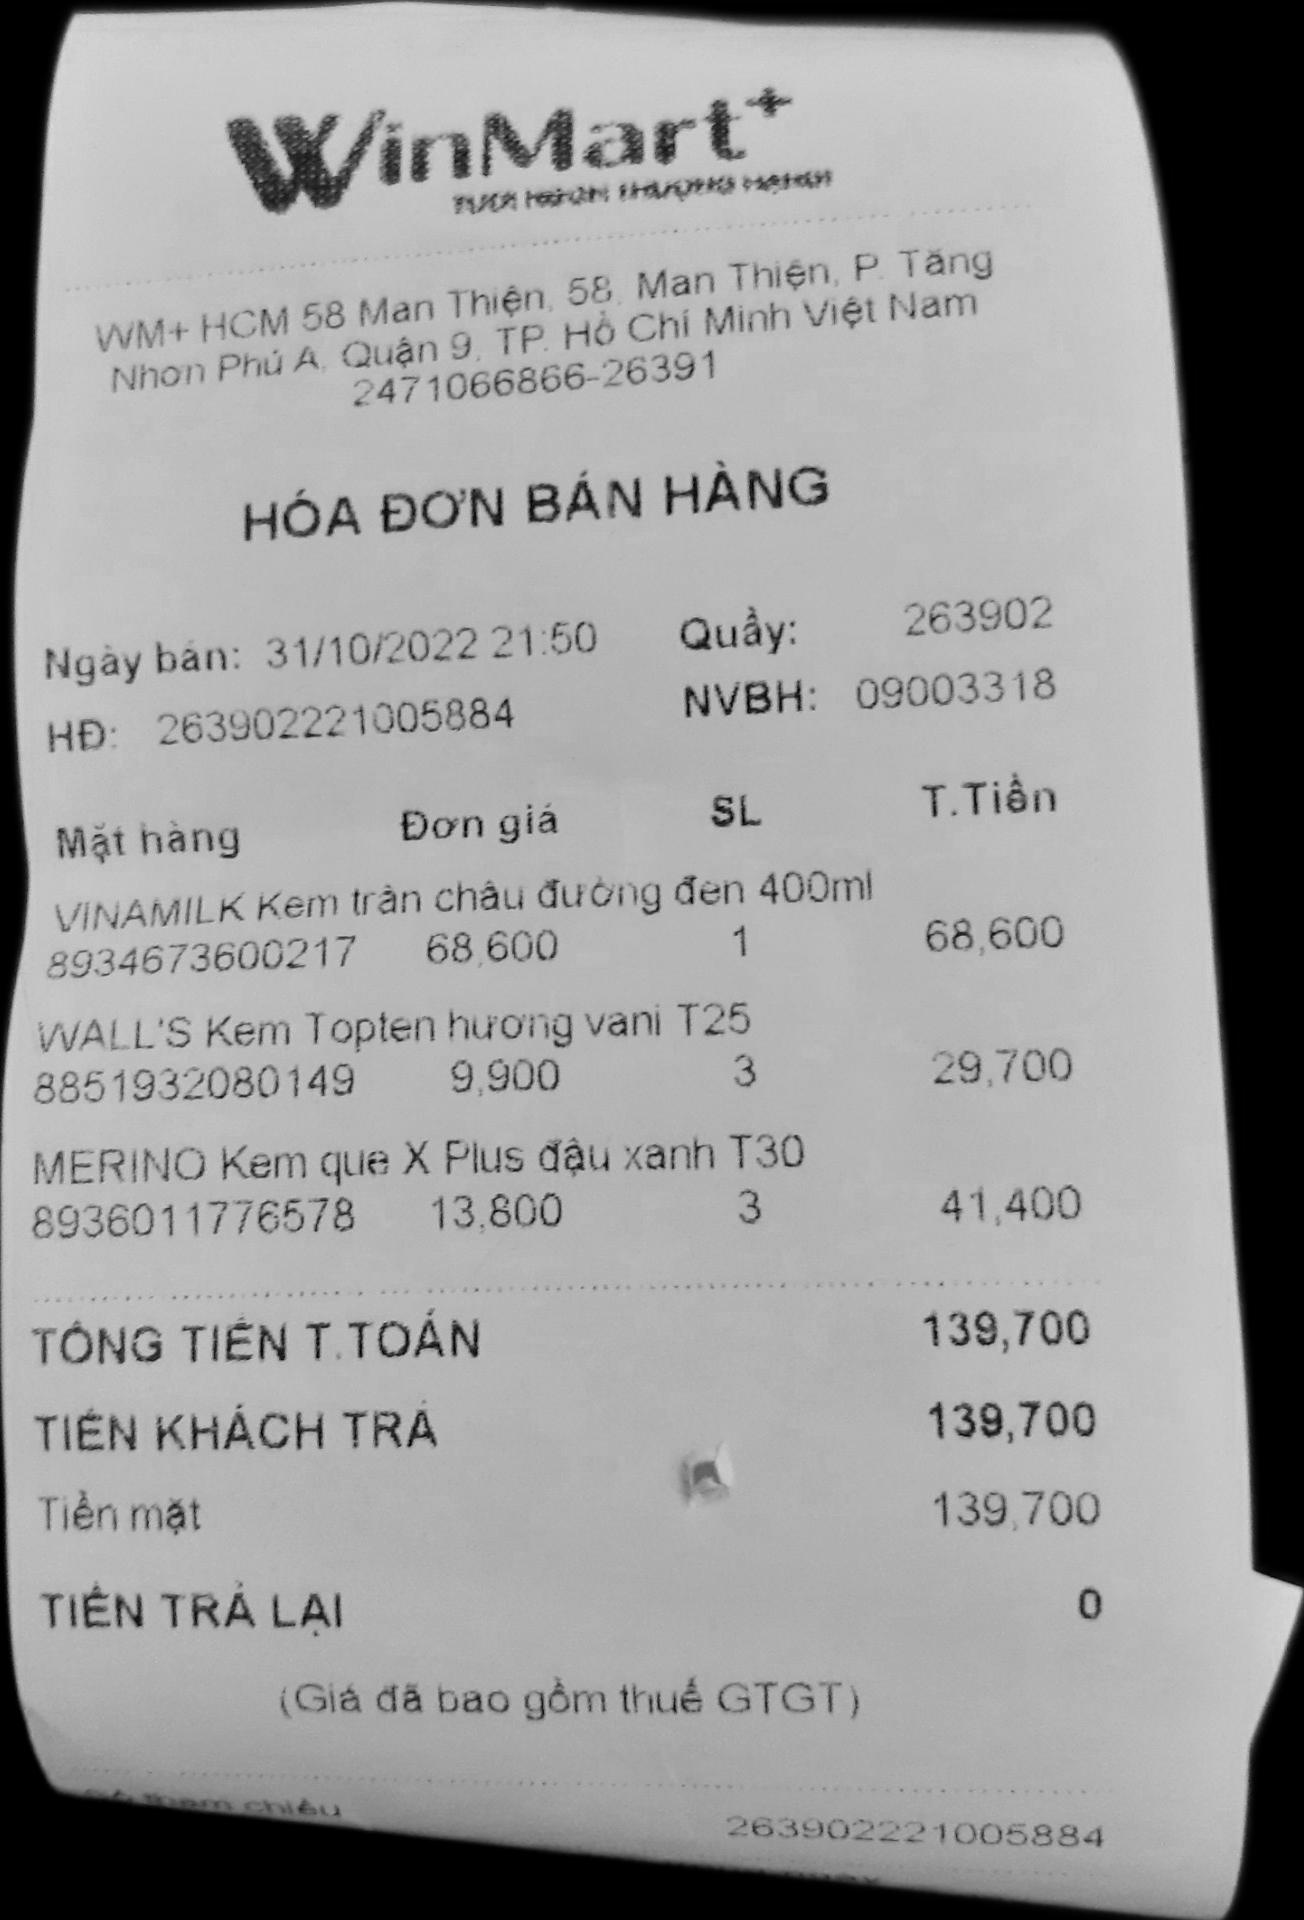 WinMart+
WM+ HCM 58 Man Thiện, 58, Man Thiện, P. Tăng
Nhơn Phú A, Quận 9, TP. Hồ Chí Minh Việt Nam
2471066866-26391
HÓA ĐƠN BÁN HÀNG
Ngày bán: 31/10/2022 21:50 Quầy: 263902
HĐ: 263902221005884 NVBH: 09003318
Mặt hàng Đơn giá SL T.Tiền
VINAMILK Kem trân châu đường đen 400ml
8934673600217 68,600 1 68,600
WALL'S Kem Topten hương vani T25
8851932080149 9,900 3 29,700
MERINO Kem que X Plus đậu xanh T30
8936011776578 13,800 3 41,400
TỔNG TIỀN T.TOÁN 139,700
TIỀN KHÁCH TRẢ 139,700
Tiền mặt 139,700
TIỀN TRẢ LẠI 0
(Giá đã bao gồm thuế GTGT)
tham chiếu 263902221005884